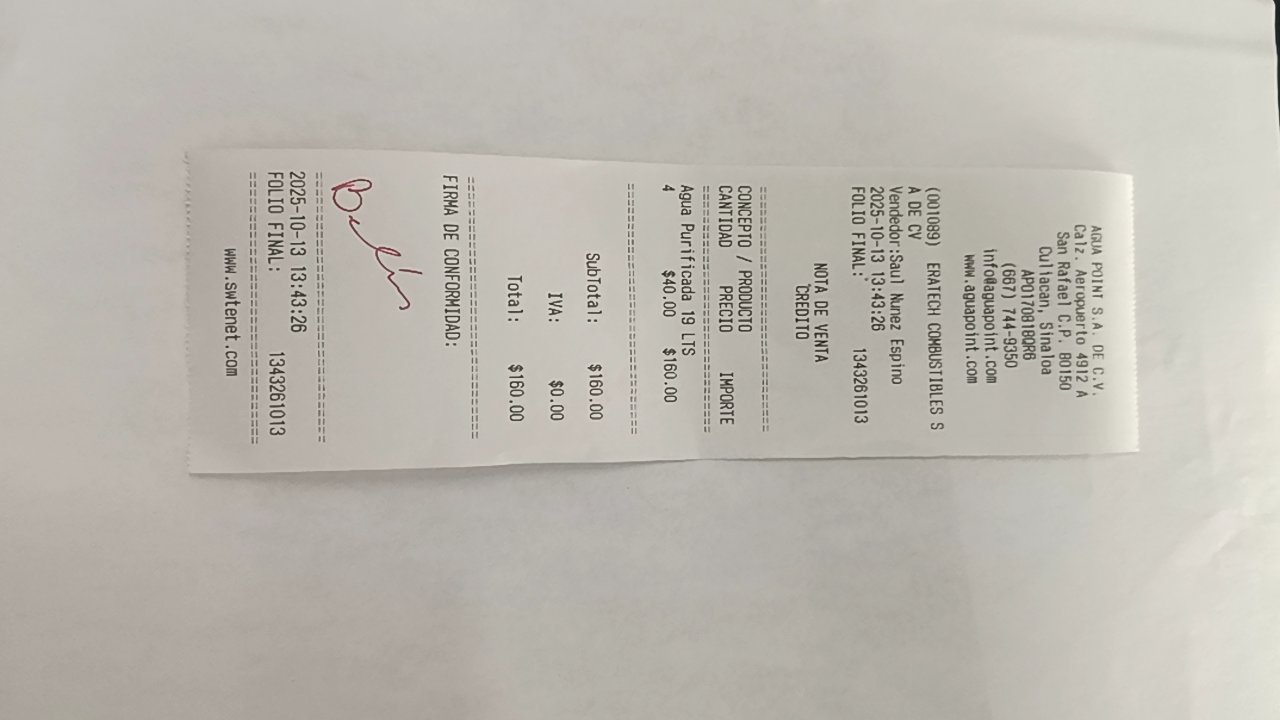 AGUA POINT S.A. DE C.V.
Calz. Aeropuerto 4912 A
San Rafael C.P. 80150
Culiacan, Sinaloa
APO170818QR6
(667) 744-9350
info@aguapoint.com
www.aguapoint.com
(001089) ERATECH COMBUSTIBLES S
A DE CV
Vendedor:Saul Nunez Espino
2025-10-13 13:43:26
FOLIO FINAL: 1343261013
NOTA DE VENTA
CREDITO
CONCEPTO / PRODUCTO
CANTIDAD PRECIO IMPORTE
Agua Purificada 19 LTS
4 $40.00 $160.00
SubTotal: $160.00
IVA: $0.00
Total: $160.00
FIRMA DE CONFORMIDAD:
2025-10-13 13:43:26
FOLIO FINAL: 1343261013
www.swtenet.com